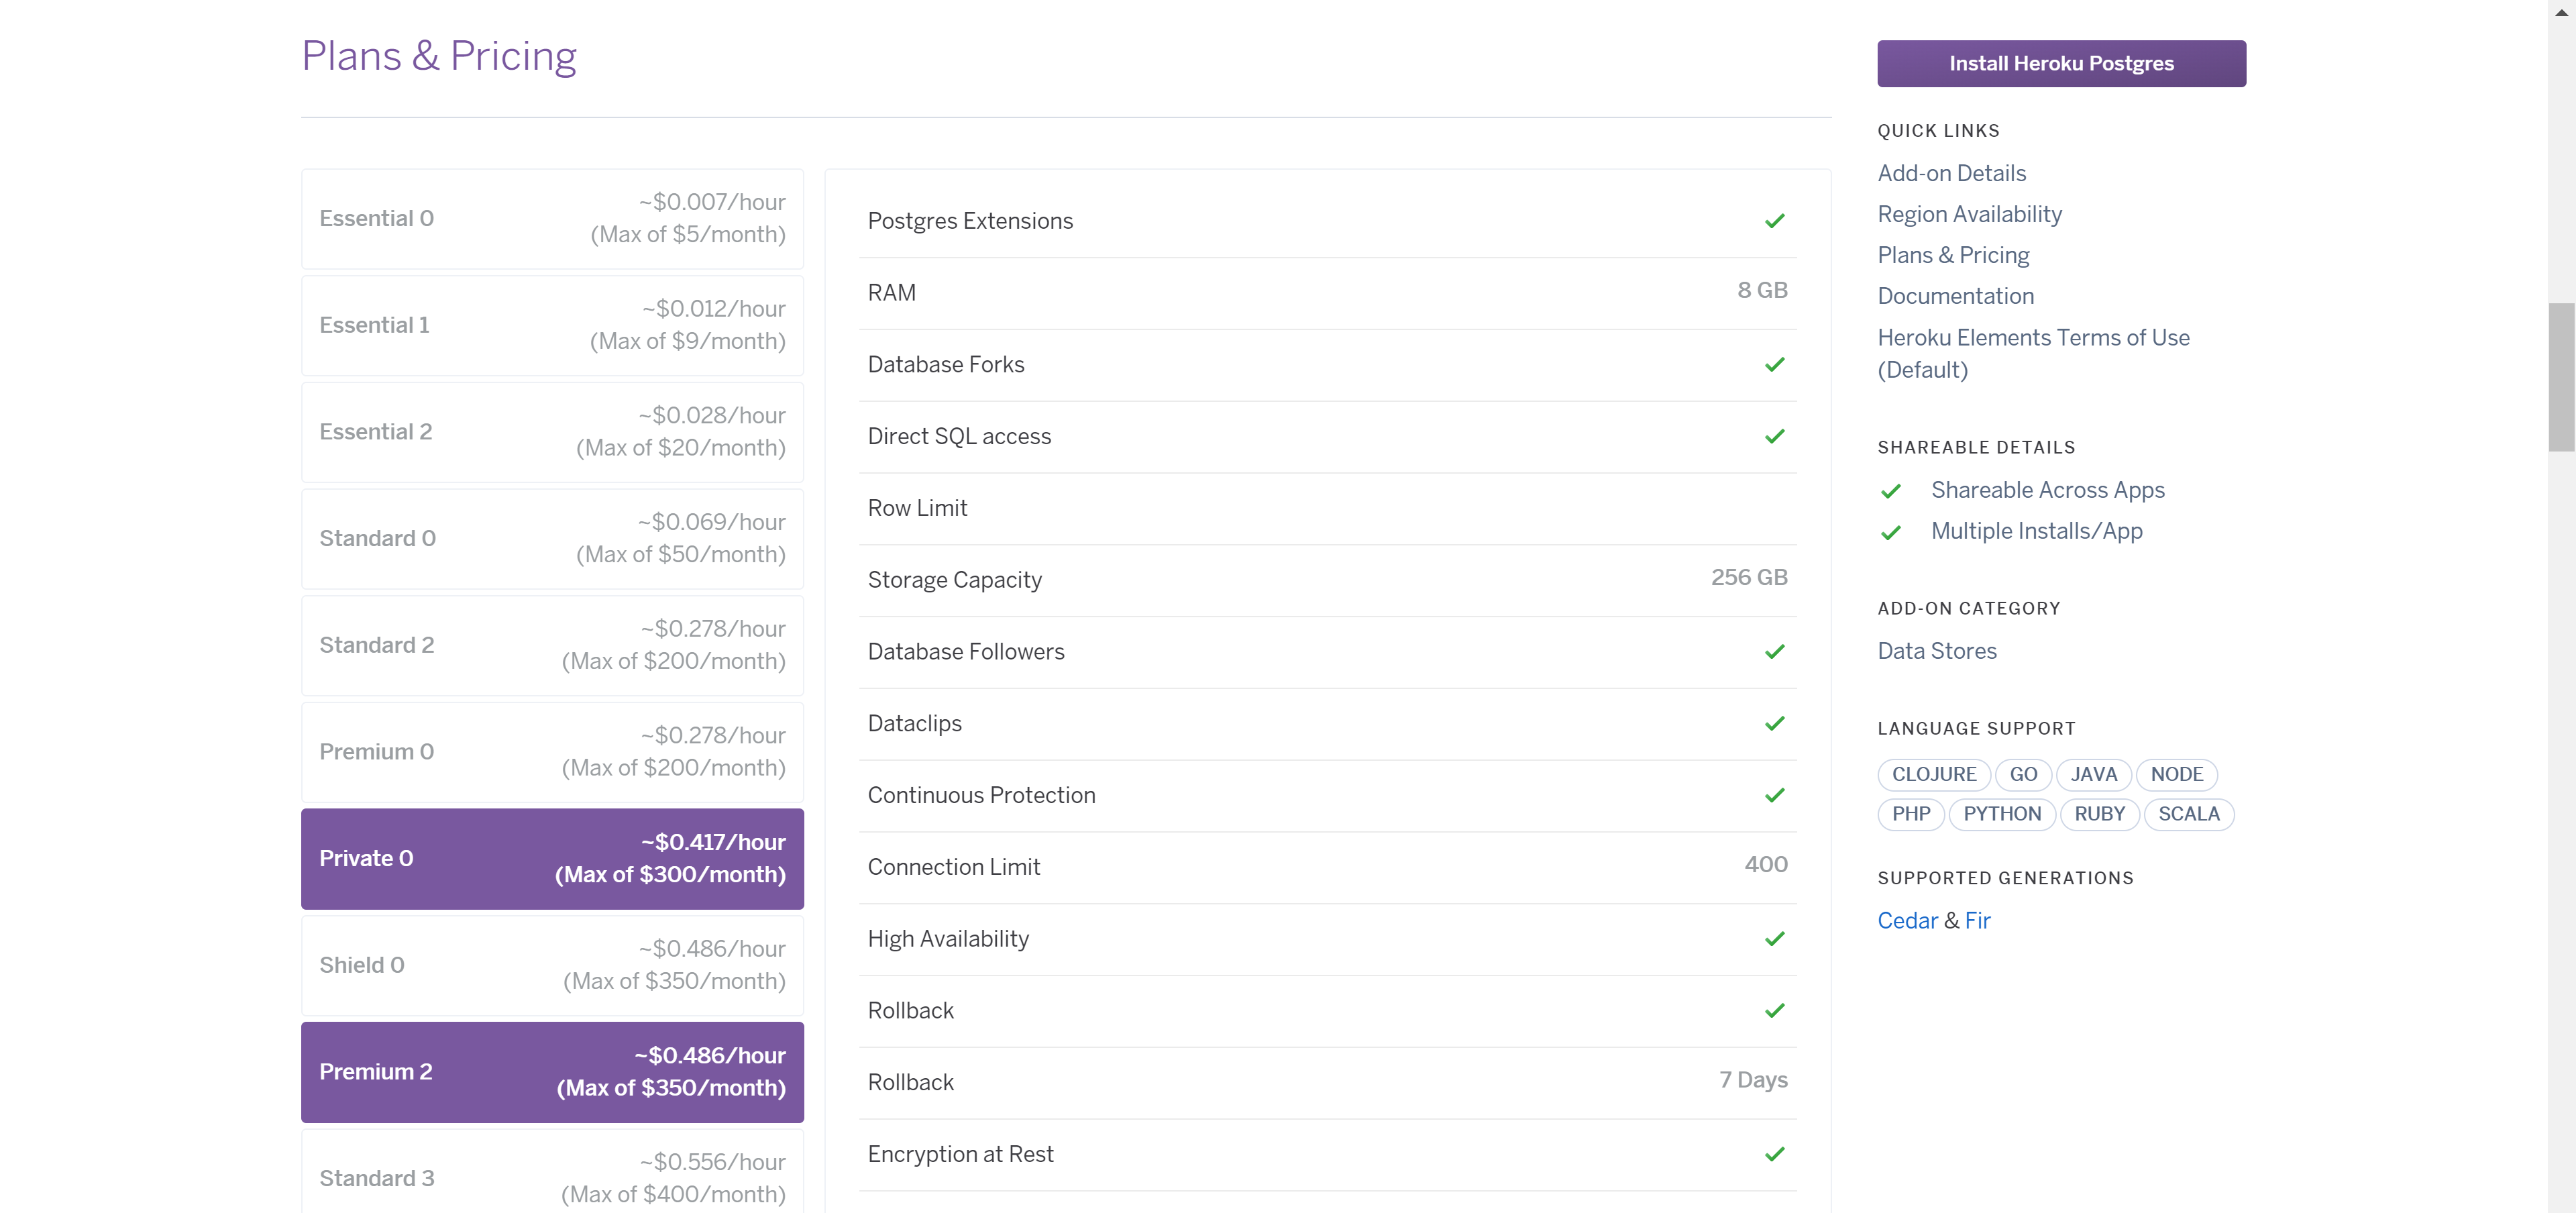 Plans & Pricing
Essential 0
~$0.007/hour
(Max of $5/month)
Essential 1
~$0.012/hour
(Max of $9/month)
Essential 2
~$0.028/hour
(Max of $20/month)
Standard 0
~$0.069/hour
(Max of $50/month)
Standard 2
~$0.278/hour
(Max of $200/month)
Premium 0
~$0.278/hour
(Max of $200/month)
Private 0
~$0.417/hour
(Max of $300/month)
Shield 0
~$0.486/hour
(Max of $350/month)
Premium 2
~$0.486/hour
(Max of $350/month)
Standard 3
~$0.556/hour
(Max of $400/month)
Postgres Extensions
RAM 8 GB
Database Forks
Direct SQL access
Row Limit
Storage Capacity 256 GB
Database Followers
Dataclips
Continuous Protection
Connection Limit 400
High Availability
Rollback
Rollback 7 Days
Encryption at Rest
Install Heroku Postgres
QUICK LINKS
Add-on Details
Region Availability
Plans & Pricing
Documentation
Heroku Elements Terms of Use
(Default)
SHAREABLE DETAILS
Shareable Across Apps
Multiple Installs/App
ADD-ON CATEGORY
Data Stores
LANGUAGE SUPPORT
CLOJURE GO JAVA NODE
PHP PYTHON RUBY SCALA
SUPPORTED GENERATIONS
Cedar & Fir